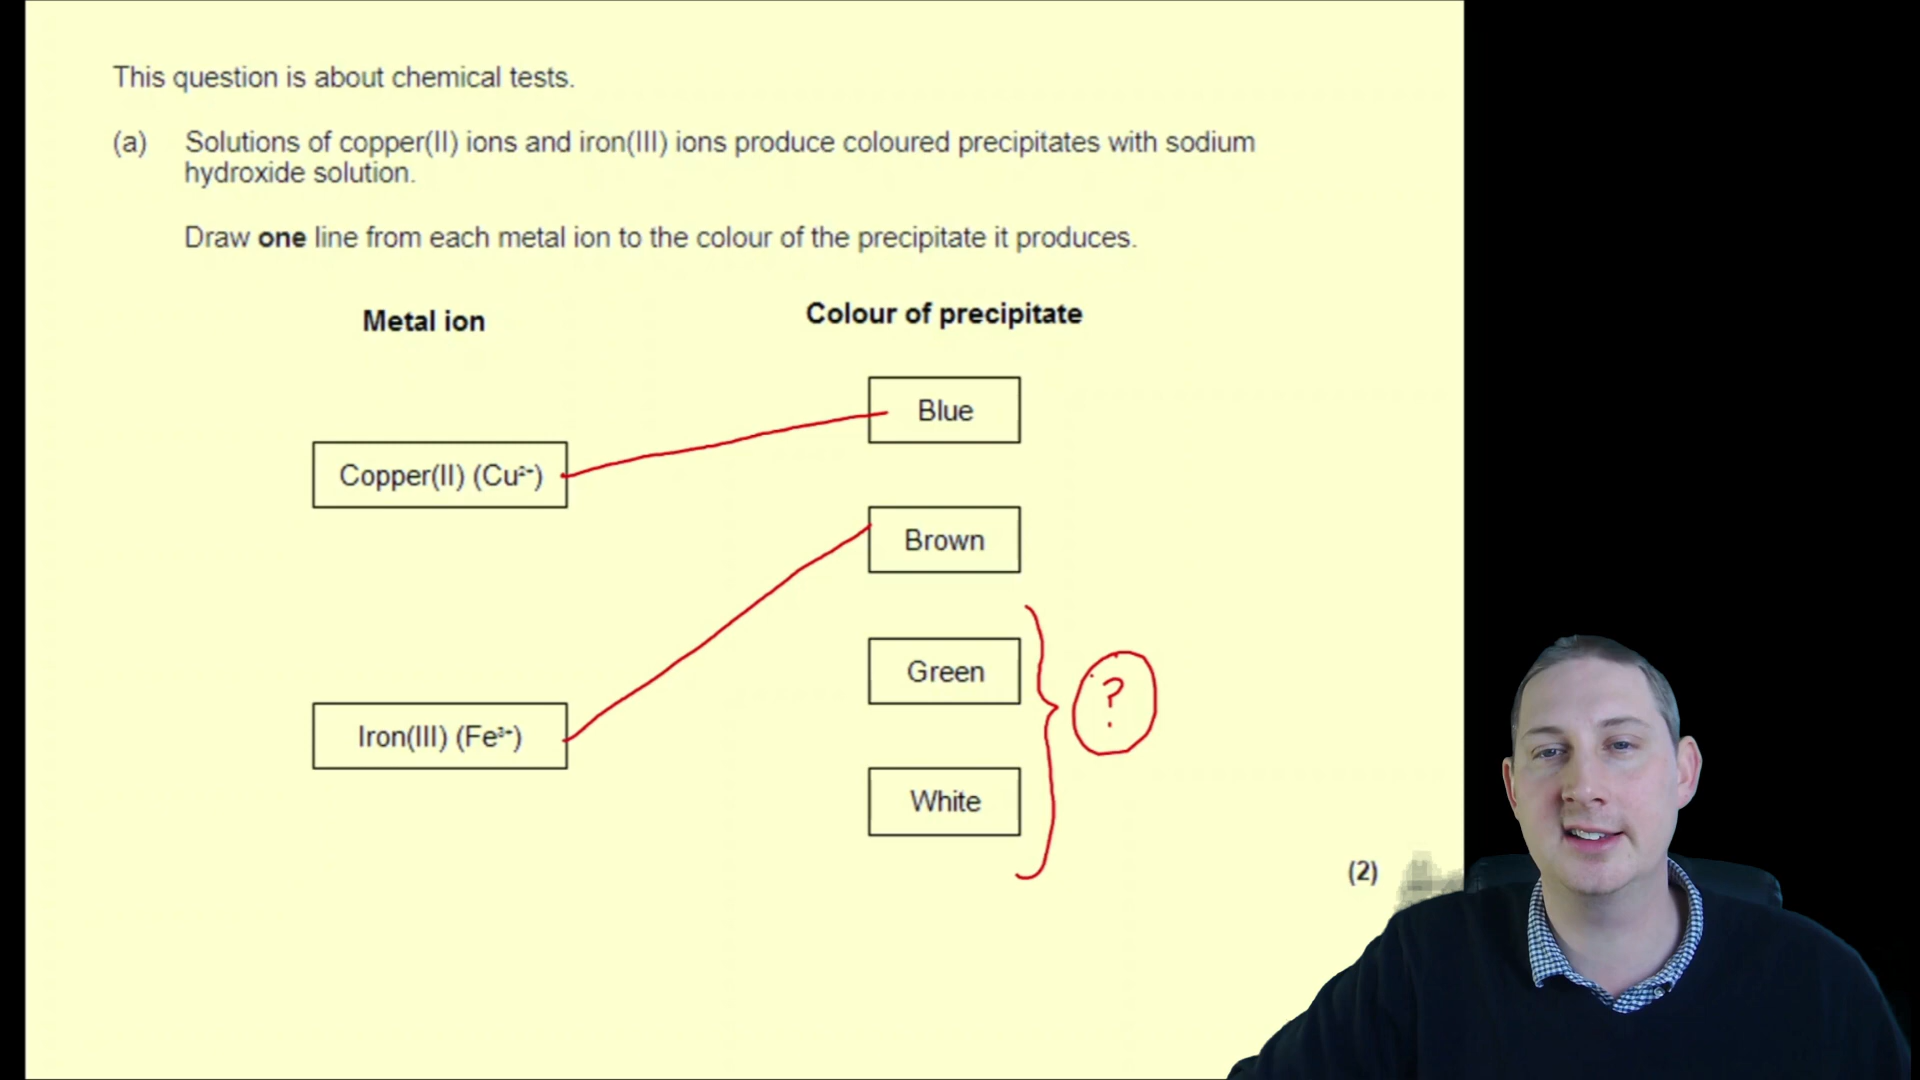 This question is about chemical tests.
(a) Solutions of copper(II) ions and iron(III) ions produce coloured precipitates with sodium
hydroxide solution.
Draw one line from each metal ion to the colour of the precipitate it produces.
Metal ion
Colour of precipitate
Blue
Copper(II) (Cu²⁺)
Brown
Green
?
Iron(III) (Fe³⁺)
White
(2)